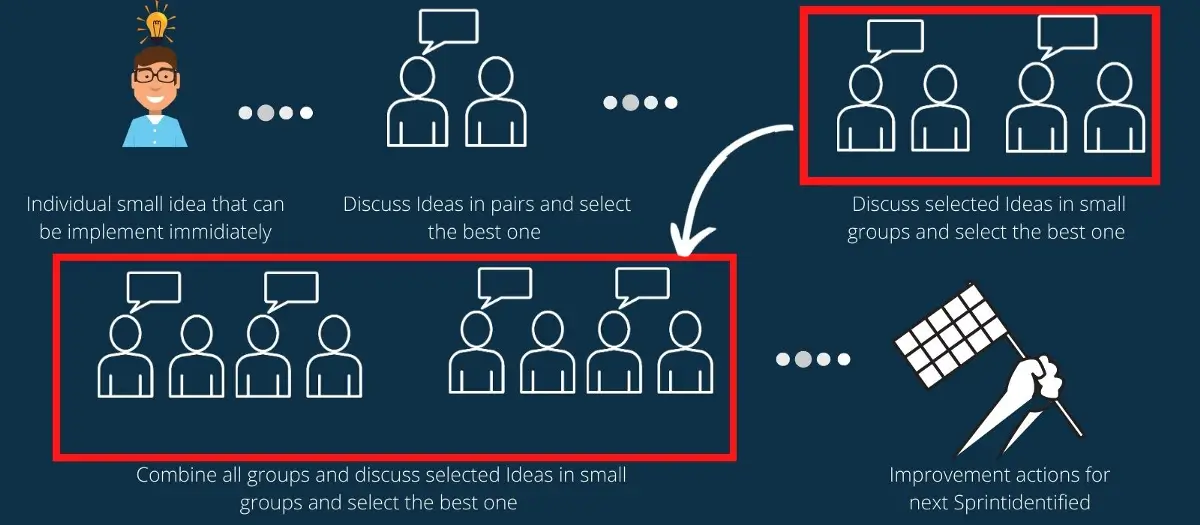 Individual small idea that can
be implement immidiately
Discuss Ideas in pairs and select
the best one
Discuss selected Ideas in small
groups and select the best one
Combine all groups and discuss selected Ideas in small
groups and select the best one
Improvement actions for
next Sprintidentified